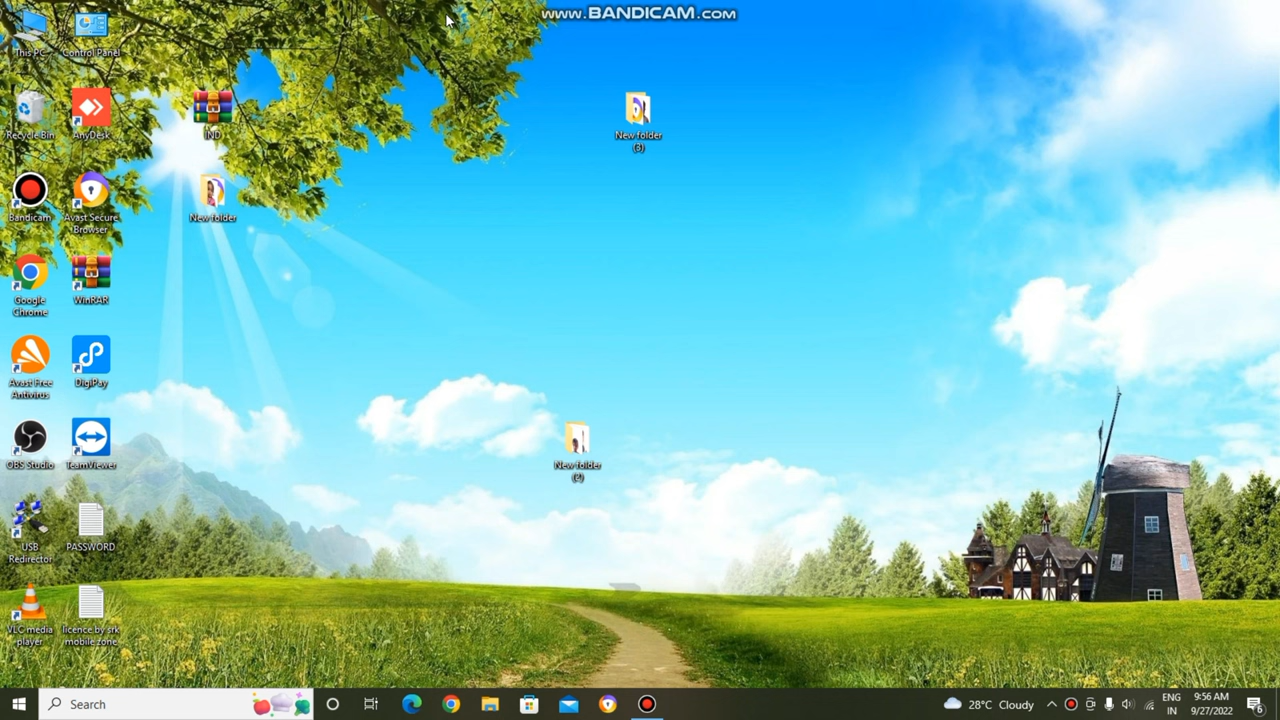 www.BANDICAM.com
This PC
Control Panel
Recycle Bin
AnyDesk
IND
New folder
(3)
Bandicam
Avast Secure
Browser
New folder
Google
Chrome
WinRAR
Avast Free
Antivirus
DigiPay
OBS Studio
TeamViewer
New folder
(2)
USB
Redirector
PASSWORD
VLC media
player
licence by srk
mobile zone
Search
28°C Cloudy
ENG
IN
9:56 AM
9/27/2022
6